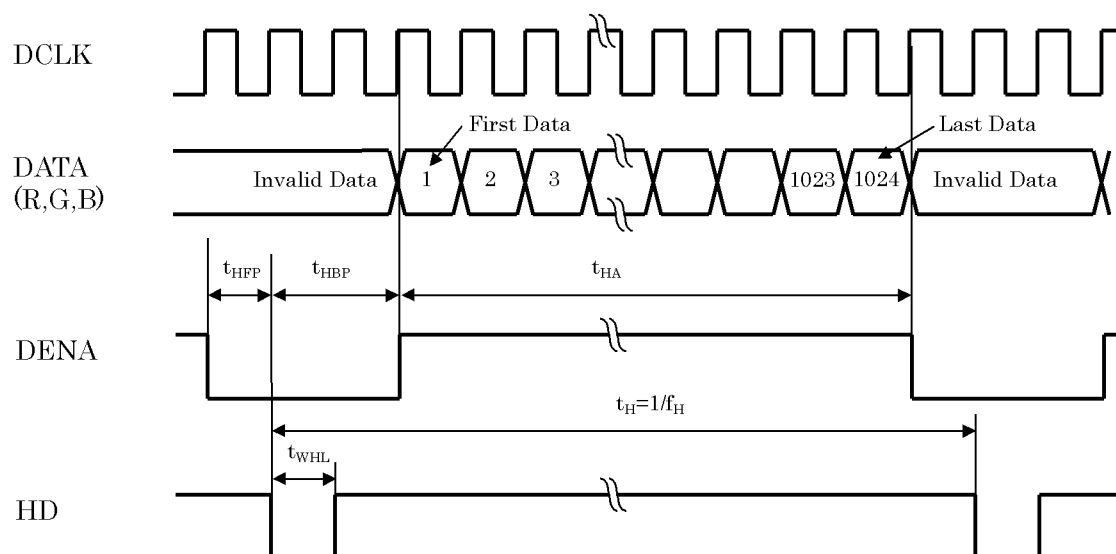 DCLK
First Data
Last Data
DATA
(R,G,B)
Invalid Data
1
2
3
1023
1024
Invalid Data
tHFP
tHBP
tHA
DENA
tH=1/fH
tWHL
HD